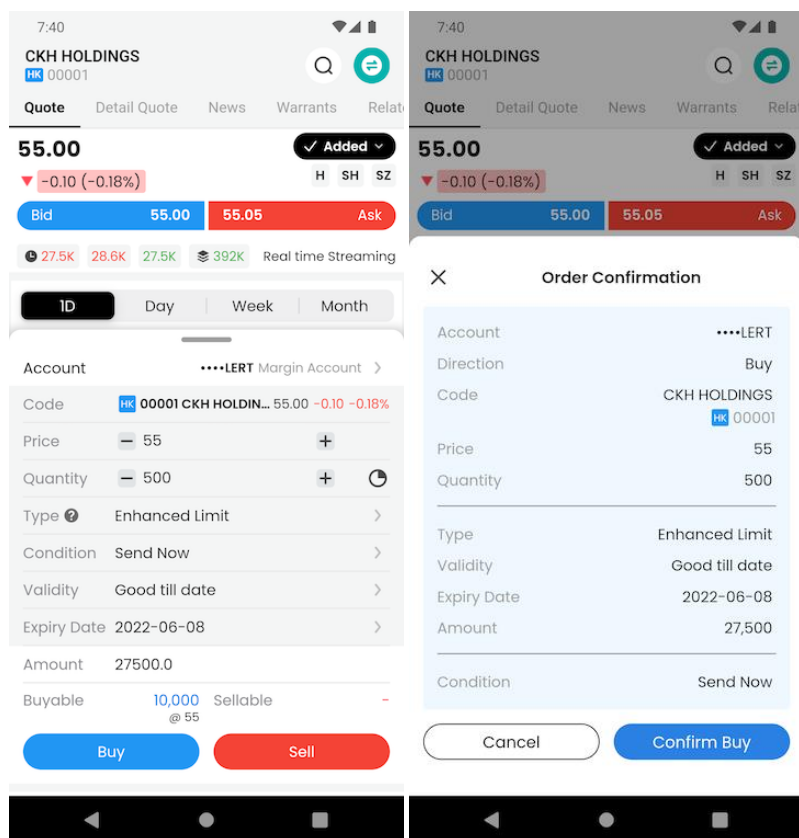 7:40
CKH HOLDINGS
HK 00001
Quote Detail Quote News Warrants Relat
55.00 Added
-0.10 (-0.18%) H SH SZ
Bid 55.00 55.05 Ask
27.5K 28.6K 27.5K 392K Real time Streaming
1D Day Week Month
Account ••••LERT Margin Account
Code HK 00001 CKH HOLDIN... 55.00 -0.10 -0.18%
Price − 55 +
Quantity − 500 +
Type ? Enhanced Limit
Condition Send Now
Validity Good till date
Expiry Date 2022-06-08
Amount 27500.0
Buyable 10,000 Sellable -
@ 55
Buy Sell
7:40
CKH HOLDINGS
HK 00001
Quote Detail Quote News Warrants Rela
55.00 Added
-0.10 (-0.18%) H SH SZ
Bid 55.00 55.05 Ask
Order Confirmation
Account ••••LERT
Direction Buy
Code CKH HOLDINGS
HK 00001
Price 55
Quantity 500
Type Enhanced Limit
Validity Good till date
Expiry Date 2022-06-08
Amount 27,500
Condition Send Now
Cancel Confirm Buy